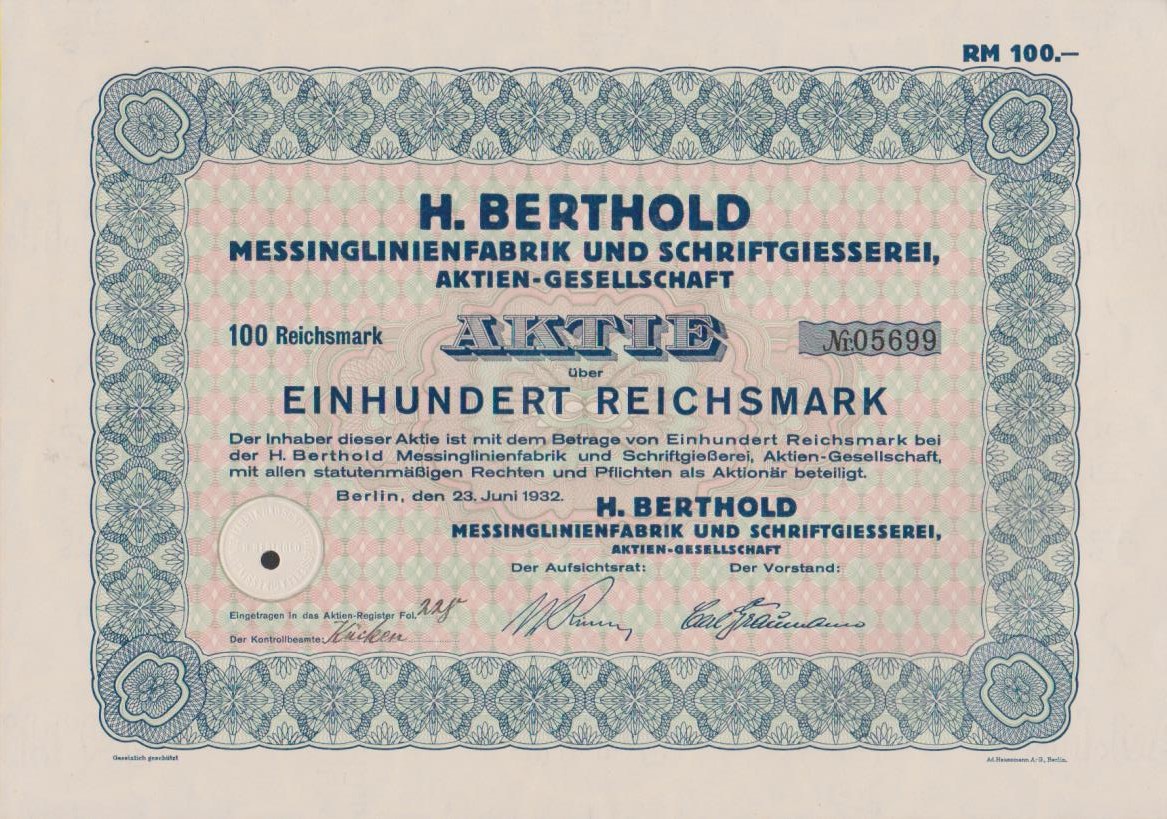 RM 100.—
H. BERTHOLD
MESSINGLINIENFABRIK UND SCHRIFTGIESSEREI,
AKTIEN-GESELLSCHAFT
100 Reichsmark
AKTIE
Nr. 05699
über
EINHUNDERT REICHSMARK
Der Inhaber dieser Aktie ist mit dem Betrage von Einhundert Reichsmark bei
der H. Berthold Messinglinienfabrik und Schriftgießerei, Aktien-Gesellschaft,
mit allen statutenmäßigen Rechten und Pflichten als Aktionär beteiligt.
Berlin, den 23. Juni 1932.
H. BERTHOLD
MESSINGLINIENFABRIK UND SCHRIFTGIESSEREI,
AKTIEN-GESELLSCHAFT
Der Aufsichtsrat:
Der Vorstand:
Eingetragen in das Aktien-Register Fol.
Der Kontrollbeamte:
Gesetzlich geschützt
Berlin.